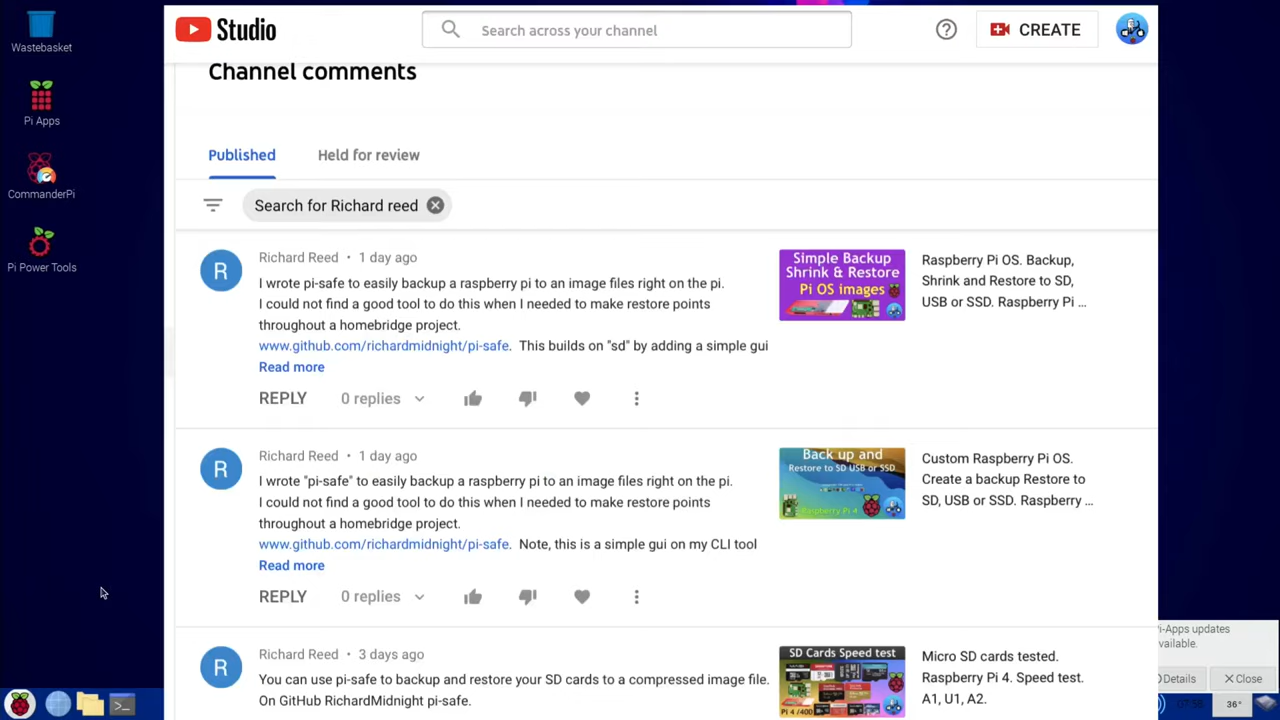 Wastebasket
Pi Apps
CommanderPi
Pi Power Tools
Studio
Search across your channel
CREATE
Channel comments
Published
Held for review
Search for Richard reed
R
Richard Reed • 1 day ago
I wrote pi-safe to easily backup a raspberry pi to an image files right on the pi.
I could not find a good tool to do this when I needed to make restore points
throughout a homebridge project.
www.github.com/richardmidnight/pi-safe. This builds on "sd" by adding a simple gui
Read more
REPLY
0 replies
Simple Backup
Shrink & Restore
Pi OS images
Raspberry Pi OS. Backup,
Shrink and Restore to SD,
USB or SSD. Raspberry Pi ...
R
Richard Reed • 1 day ago
I wrote "pi-safe" to easily backup a raspberry pi to an image files right on the pi.
I could not find a good tool to do this when I needed to make restore points
throughout a homebridge project.
www.github.com/richardmidnight/pi-safe. Note, this is a simple gui on my CLI tool
Read more
REPLY
0 replies
Back up and
Restore to SD USB or SSD
Raspberry Pi 4
Custom Raspberry Pi OS.
Create a backup Restore to
SD, USB or SSD. Raspberry ...
R
Richard Reed • 3 days ago
You can use pi-safe to backup and restore your SD cards to a compressed image file.
On GitHub RichardMidnight pi-safe.
SD Cards Speed test
Pi 4 /400
Micro SD cards tested.
Raspberry Pi 4. Speed test.
A1, U1, A2.
Pi-Apps updates
available.
Details
Close
36°